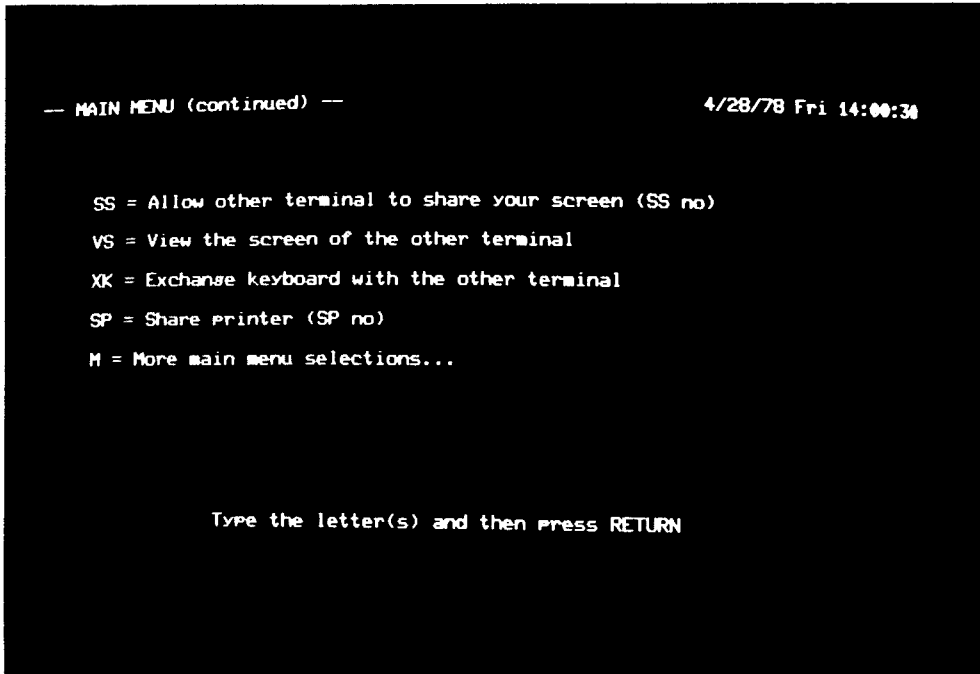 -- MAIN MENU (continued) -- 4/28/78 Fri 14:00:30
SS = Allow other terminal to share your screen (SS no)
VS = View the screen of the other terminal
XK = Exchange keyboard with the other terminal
SP = Share printer (SP no)
M = More main menu selections...
Type the letter(s) and then press RETURN